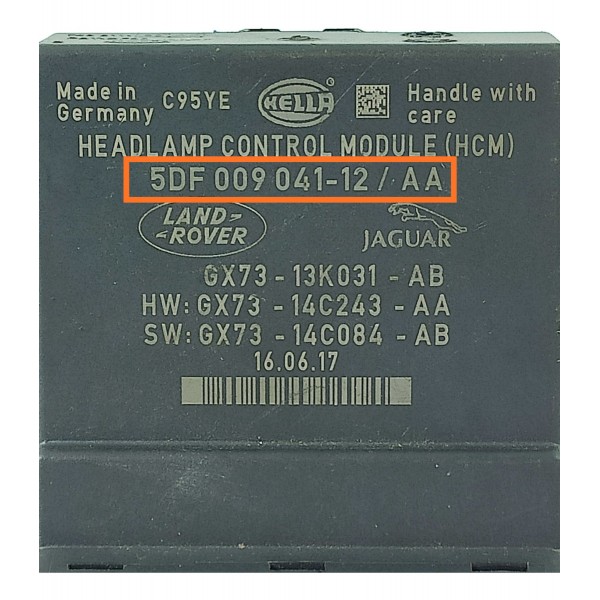 Made in
Germany
C95YE
HELLA
Handle with
care
HEADLAMP CONTROL MODULE (HCM)
5DF 009 041-12 / AA
LAND-
ROVER
JAGUAR
GX73 - 13K031 - AB
HW: GX73 - 14C243 - AA
SW: GX73 - 14C084 - AB
16.06.17